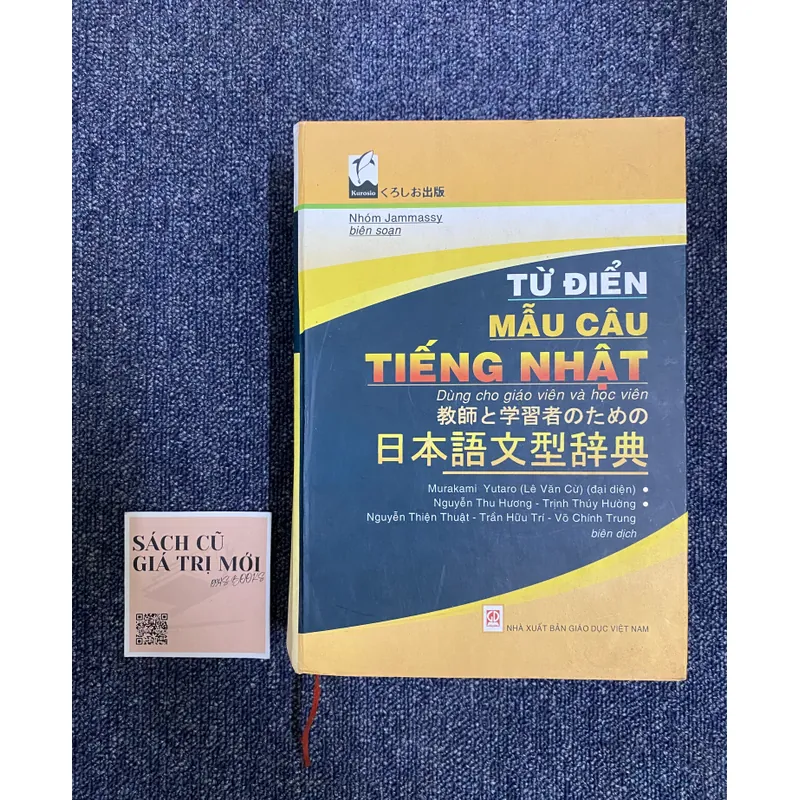 Kurosio くろしお出版
Nhóm Jammassy
biên soạn
TỪ ĐIỂN
MẪU CÂU
TIẾNG NHẬT
Dùng cho giáo viên và học viên
教師と学習者のための
日本語文型辞典
Murakami Yutaro (Lê Văn Cừ) (đại diện) •
Nguyễn Thu Hương - Trịnh Thúy Hường •
Nguyễn Thiện Thuật - Trần Hữu Trí - Võ Chính Trung
biên dịch
NHÀ XUẤT BẢN GIÁO DỤC VIỆT NAM
SÁCH CŨ
GIÁ TRỊ MỚI